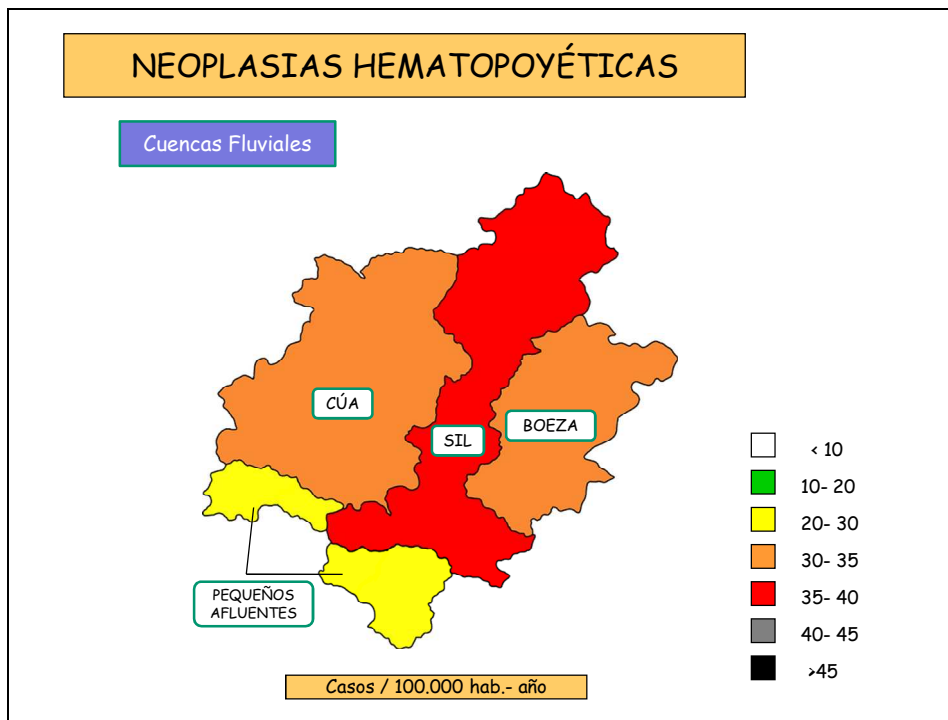 NEOPLASIAS HEMATOPOYÉTICAS
Cuencas Fluviales
CÚA
SIL
BOEZA
PEQUEÑOS
AFLUENTES
< 10
10- 20
20- 30
30- 35
35- 40
40- 45
>45
Casos / 100.000 hab.- año